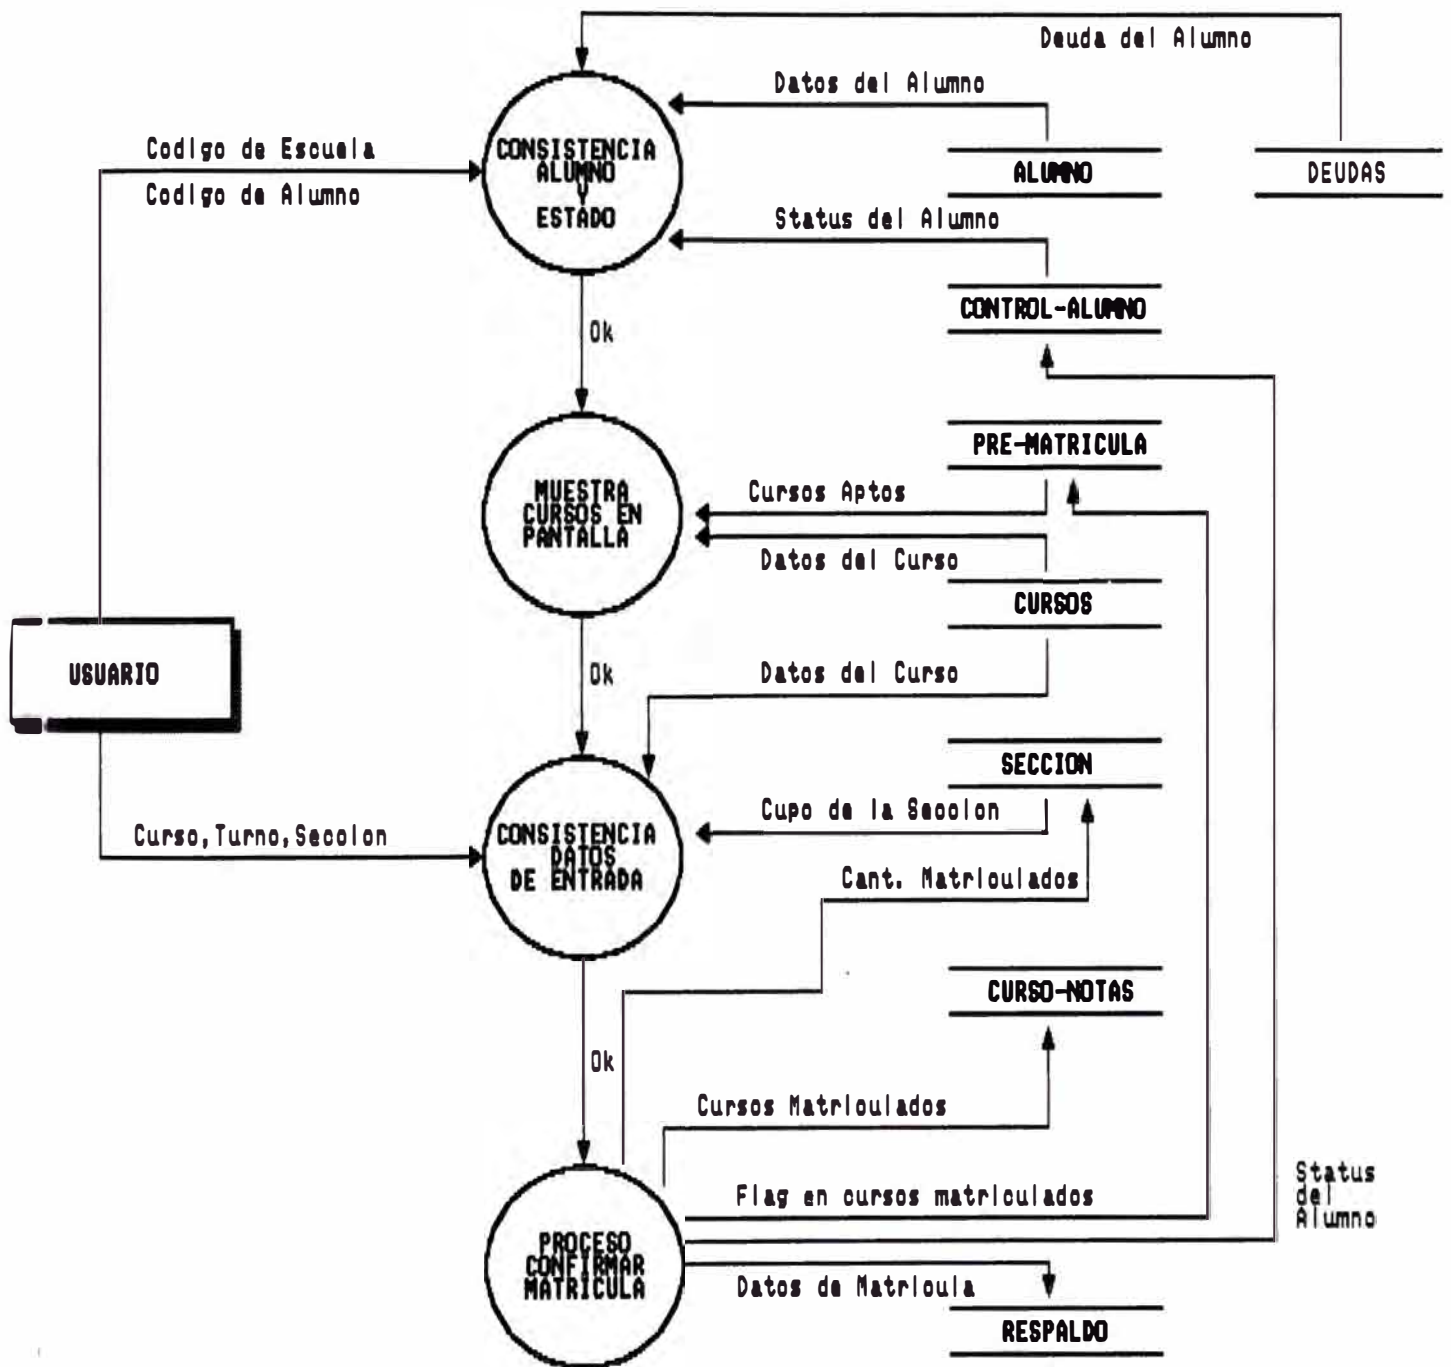 Deuda del Alumno
Datos del Alumno
CONSISTENCIA
ALUMNO
Y
ESTADO
Codigo de Escuela
Codigo de Alumno
ALUMNO
DEUDAS
Status del Alumno
CONTROL-ALUMNO
Ok
PRE-MATRICULA
MUESTRA
CURSOS EN
PANTALLA
Cursos Aptos
Datos del Curso
CURSOS
USUARIO
Ok
Datos del Curso
SECCION
Cupo de la Seccion
CONSISTENCIA
DATOS
DE ENTRADA
Curso,Turno,Seccion
Cant. Matriculados
CURSO-NOTAS
Ok
Cursos Matriculados
Flag en cursos matriculados
Status
del
Alumno
PROCESO
CONFIRMAR
MATRICULA
Datos de Matricula
RESPALDO